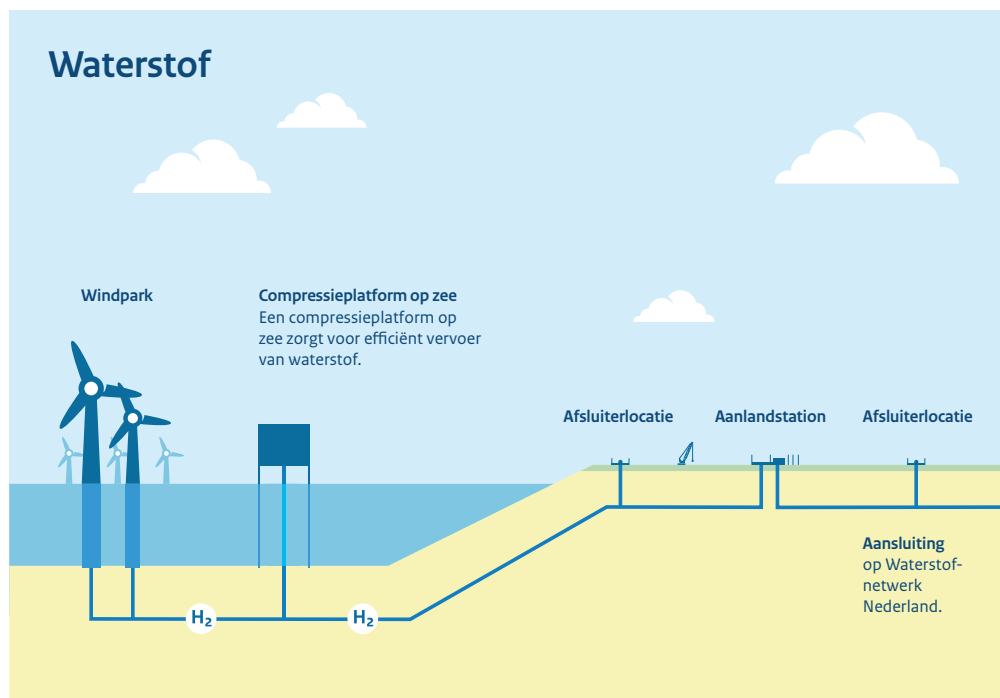 Waterstof
Windpark
Compressieplatform op zee
Een compressieplatform op
zee zorgt voor efficiënt vervoer
van waterstof.
Afsluiterlocatie
Aanlandstation
Afsluiterlocatie
Aansluiting
op Waterstof-
netwerk
Nederland.
H₂
H₂